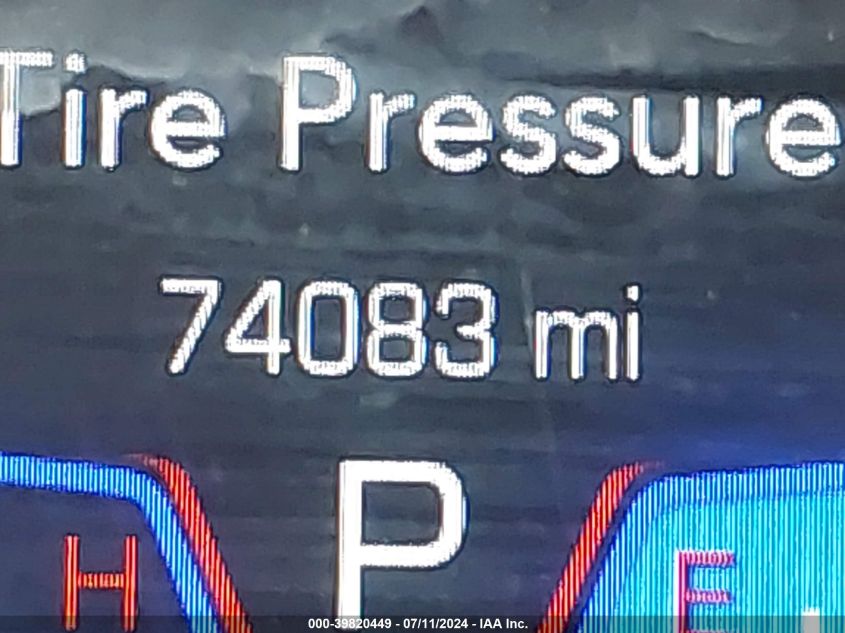 Tire Pressure
74083 mi
P
H E
000-39820449 - 07/11/2024 - IAA Inc.